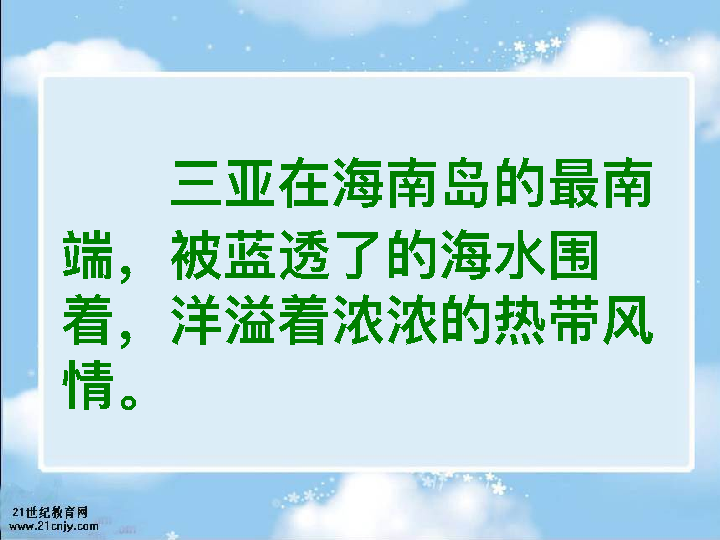 三亚在海南岛的最南
端，被蓝透了的海水围
着，洋溢着浓浓的热带风
情。
21世纪教育网
www.21cnjy.com